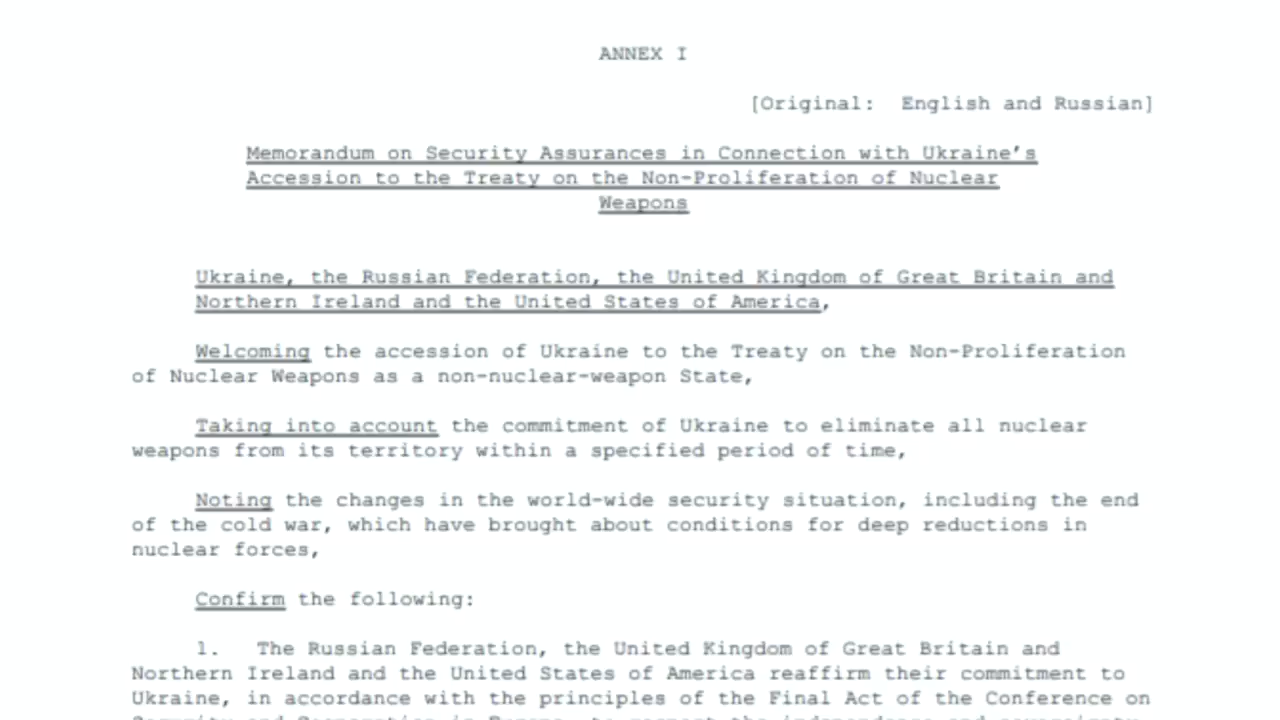 ANNEX I
[Original: English and Russian]
Memorandum on Security Assurances in Connection with Ukraine's
Accession to the Treaty on the Non-Proliferation of Nuclear
Weapons
Ukraine, the Russian Federation, the United Kingdom of Great Britain and
Northern Ireland and the United States of America,
Welcoming the accession of Ukraine to the Treaty on the Non-Proliferation
of Nuclear Weapons as a non-nuclear-weapon State,
Taking into account the commitment of Ukraine to eliminate all nuclear
weapons from its territory within a specified period of time,
Noting the changes in the world-wide security situation, including the end
of the cold war, which have brought about conditions for deep reductions in
nuclear forces,
Confirm the following:
1. The Russian Federation, the United Kingdom of Great Britain and
Northern Ireland and the United States of America reaffirm their commitment to
Ukraine, in accordance with the principles of the Final Act of the Conference on